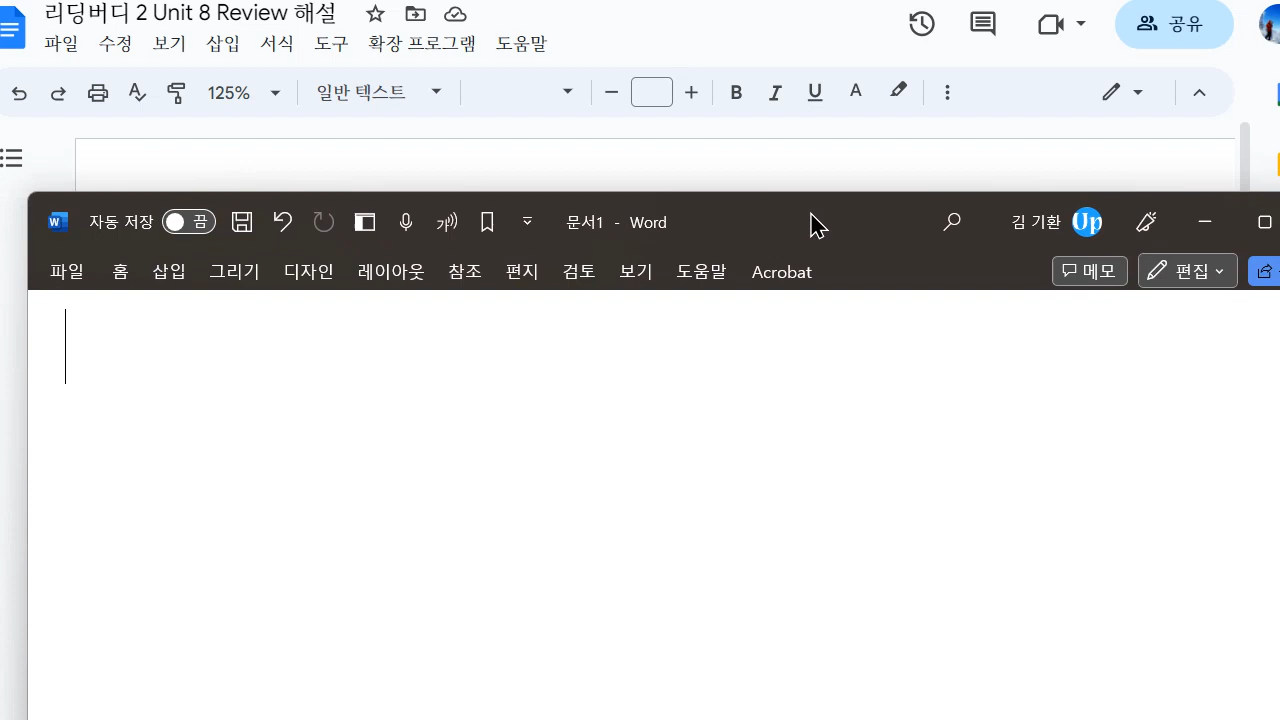 리딩버디 2 Unit 8 Review 해설
파일 수정 보기 삽입 서식 도구 확장 프로그램 도움말
공유
125% 일반 텍스트 B I U A
W 자동 저장 끔 가 문서1 - Word 김 기환 Up
파일 홈 삽입 그리기 디자인 레이아웃 참조 편지 검토 보기 도움말 Acrobat 메모 편집